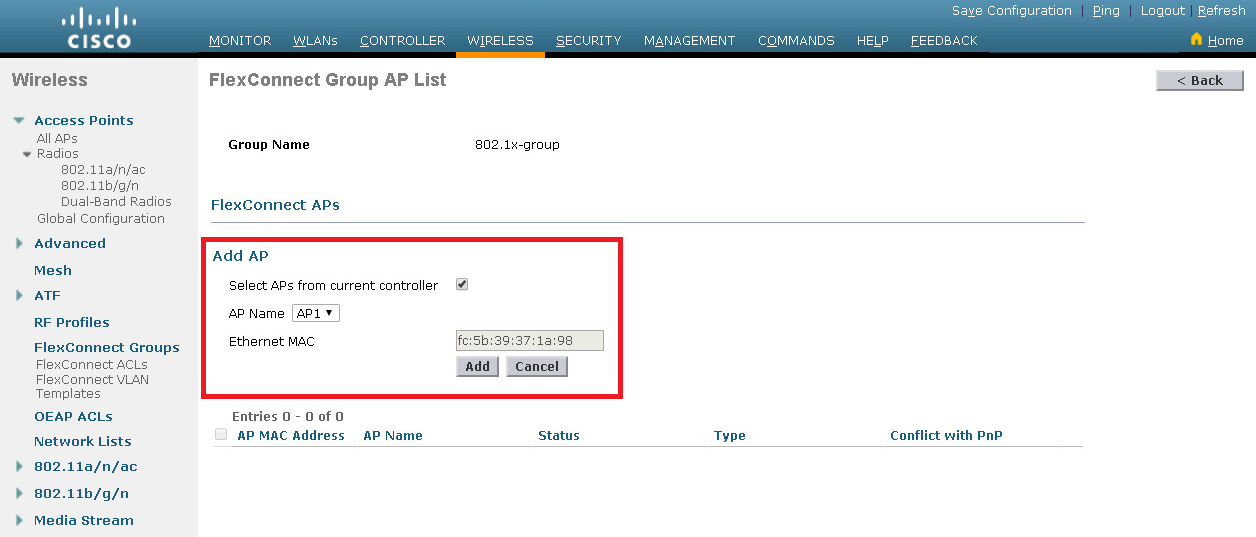 Save Configuration | Ping | Logout | Refresh
CISCO
MONITOR WLANs CONTROLLER WIRELESS SECURITY MANAGEMENT COMMANDS HELP FEEDBACK Home
Wireless
Access Points
All APs
Radios
802.11a/n/ac
802.11b/g/n
Dual-Band Radios
Global Configuration
Advanced
Mesh
ATF
RF Profiles
FlexConnect Groups
FlexConnect ACLs
FlexConnect VLAN
Templates
OEAP ACLs
Network Lists
802.11a/n/ac
802.11b/g/n
Media Stream
FlexConnect Group AP List
< Back
Group Name 802.1x-group
FlexConnect APs
Add AP
Select APs from current controller
AP Name AP1
Ethernet MAC fc:5b:39:37:1a:98
Add Cancel
Entries 0 - 0 of 0
AP MAC Address AP Name Status Type Conflict with PnP